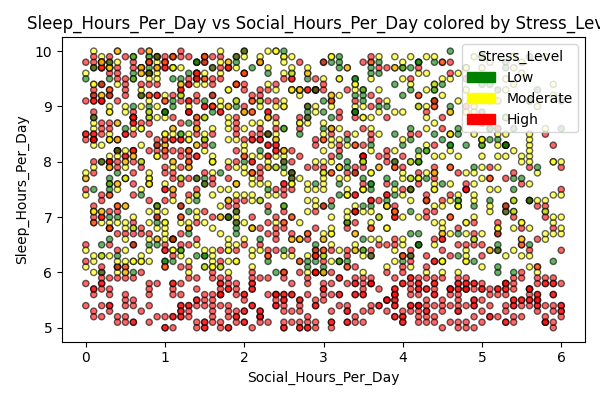 Sleep_Hours_Per_Day vs Social_Hours_Per_Day colored by Stress_Lev
Stress_Level
Low
Moderate
High
Sleep_Hours_Per_Day
10
9
8
7
6
5
0 1 2 3 4 5 6
Social_Hours_Per_Day